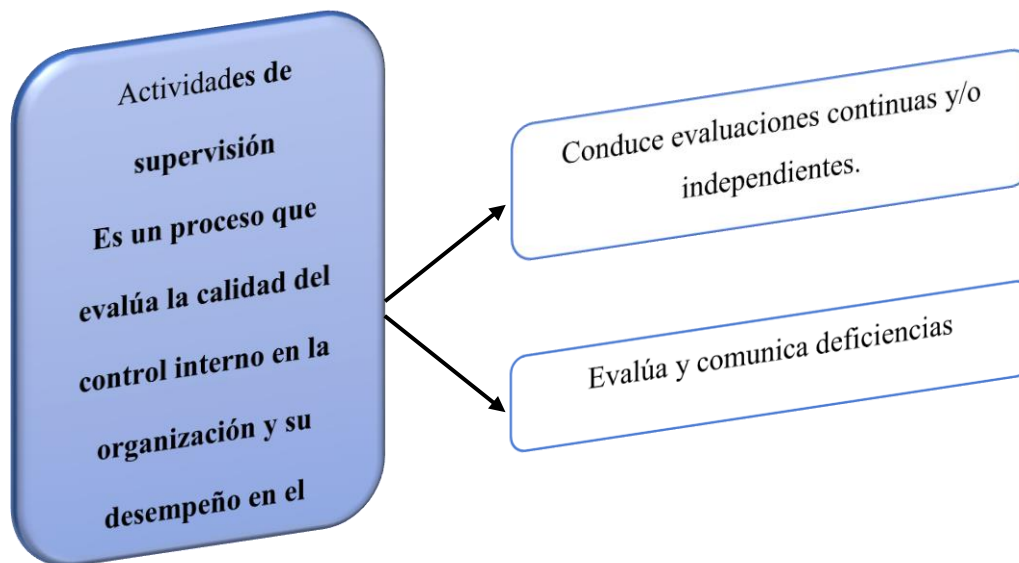 Actividades de
supervisión
Es un proceso que
evalúa la calidad del
control interno en la
organización y su
desempeño en el
Conduce evaluaciones continuas y/o
independientes.
Evalúa y comunica deficiencias